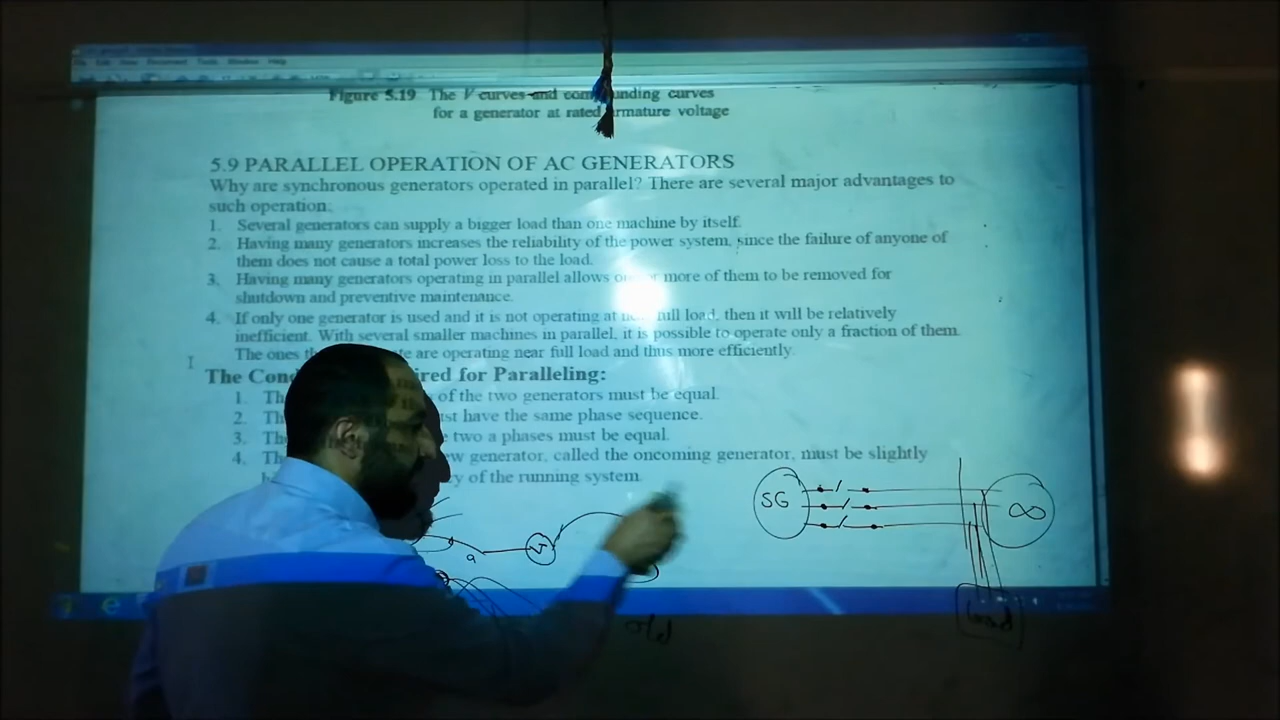 Figure 5.19 The V curves and compounding curves
for a generator at rated armature voltage
5.9 PARALLEL OPERATION OF AC GENERATORS
Why are synchronous generators operated in parallel? There are several major advantages to
such operation:
1. Several generators can supply a bigger load than one machine by itself.
2. Having many generators increases the reliability of the power system, since the failure of anyone of
them does not cause a total power loss to the load.
3. Having many generators operating in parallel allows or more of them to be removed for
shutdown and preventive maintenance.
4. If only one generator is used and it is not operating at full load, then it will be relatively
inefficient. With several smaller machines in parallel, it is possible to operate only a fraction of them.
The ones are operating near full load and thus more efficiently.
The for Paralleling:
1. of the two generators must be equal.
2. have the same phase sequence.
3. two a phases must be equal.
4. generator, called the oncoming generator, must be slightly
of the running system.
SG
∞
V
a
old
load